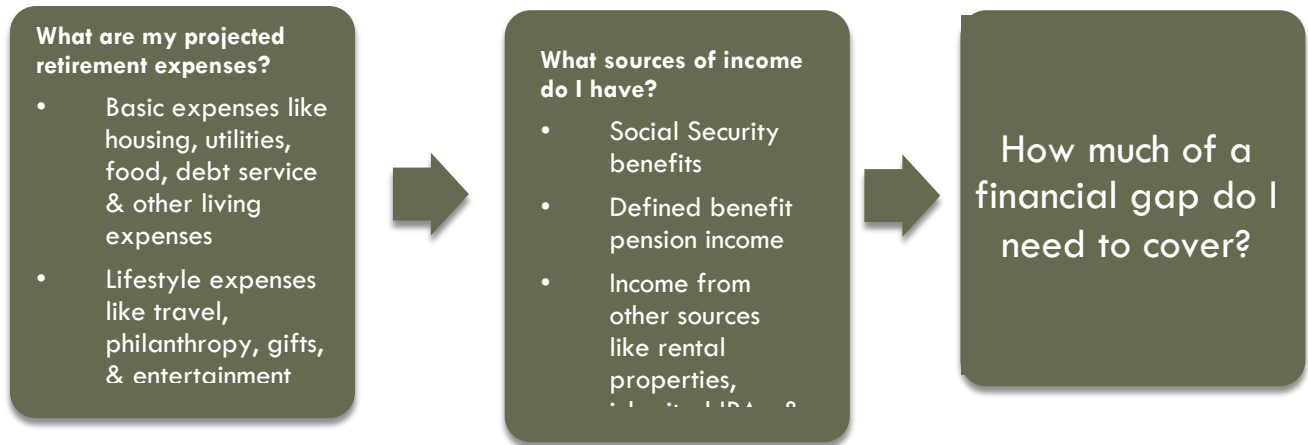 What are my projected
retirement expenses?
• Basic expenses like
housing, utilities,
food, debt service
& other living
expenses
• Lifestyle expenses
like travel,
philanthropy, gifts,
& entertainment
What sources of income
do I have?
• Social Security
benefits
• Defined benefit
pension income
• Income from
other sources
like rental
properties,
How much of a
financial gap do I
need to cover?